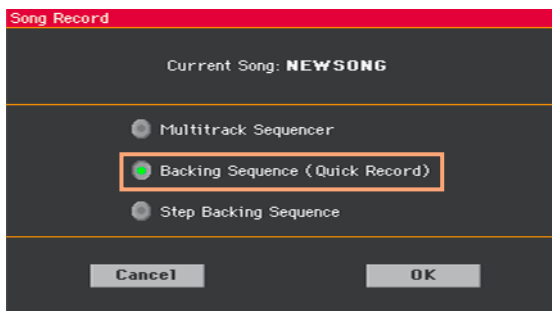 Song Record
Current Song: NEWSONG
Multitrack Sequencer
Backing Sequence (Quick Record)
Step Backing Sequence
Cancel OK